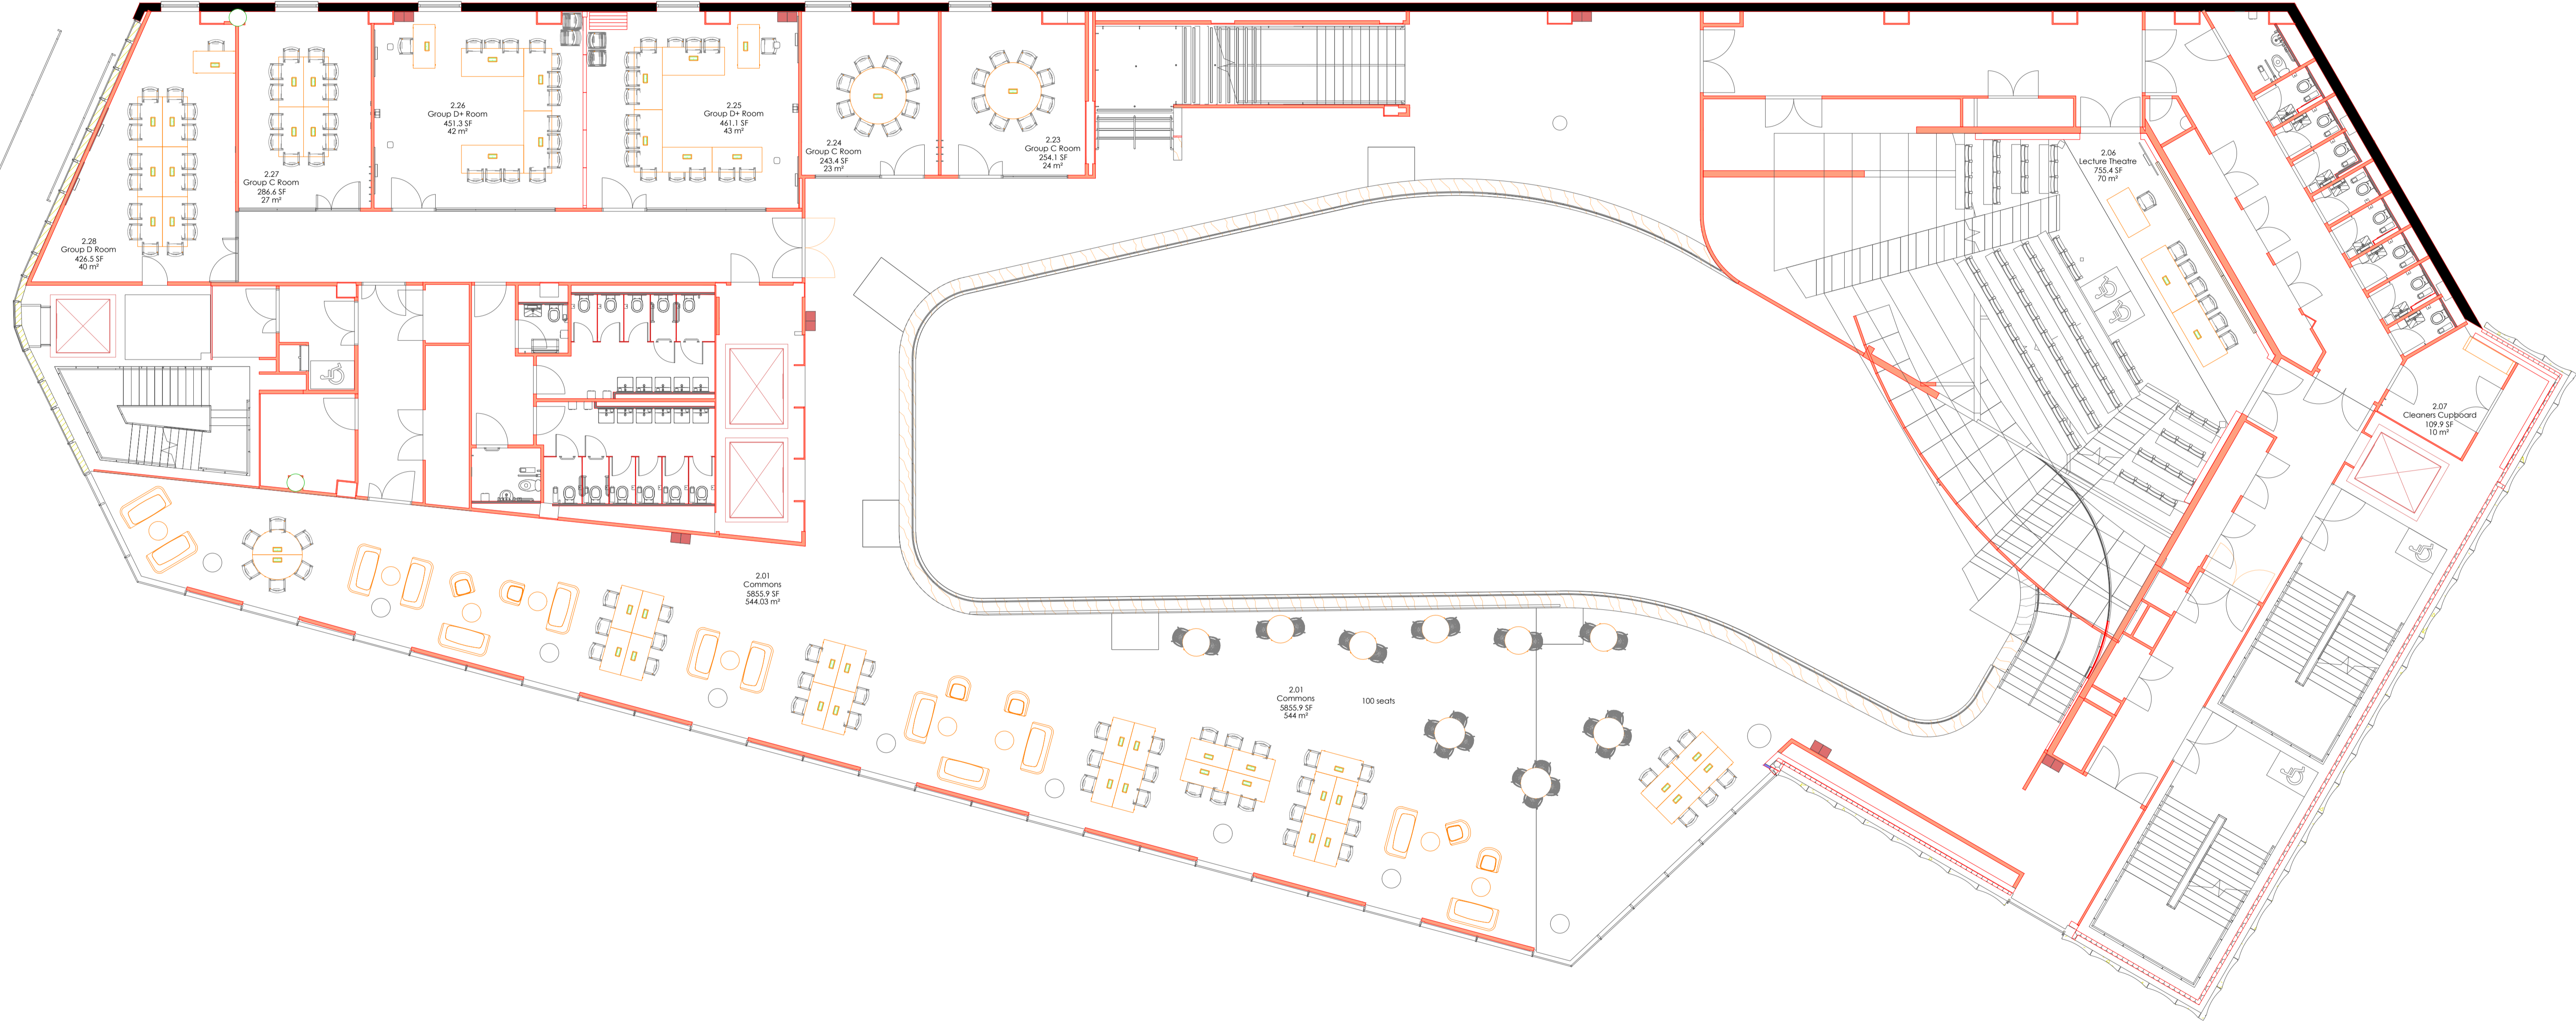 2.28
Group D Room
426.5 SF
40 m²
2.27
Group C Room
286.6 SF
27 m²
2.26
Group D+ Room
451.3 SF
42 m²
2.25
Group D+ Room
461.1 SF
43 m²
2.24
Group C Room
243.4 SF
23 m²
2.23
Group C Room
254.1 SF
24 m²
2.06
Lecture Theatre
755.4 SF
70 m²
2.07
Cleaners Cupboard
109.9 SF
10 m²
2.01
Commons
5855.9 SF
544.03 m²
2.01
Commons
5855.9 SF
544 m²
100 seats